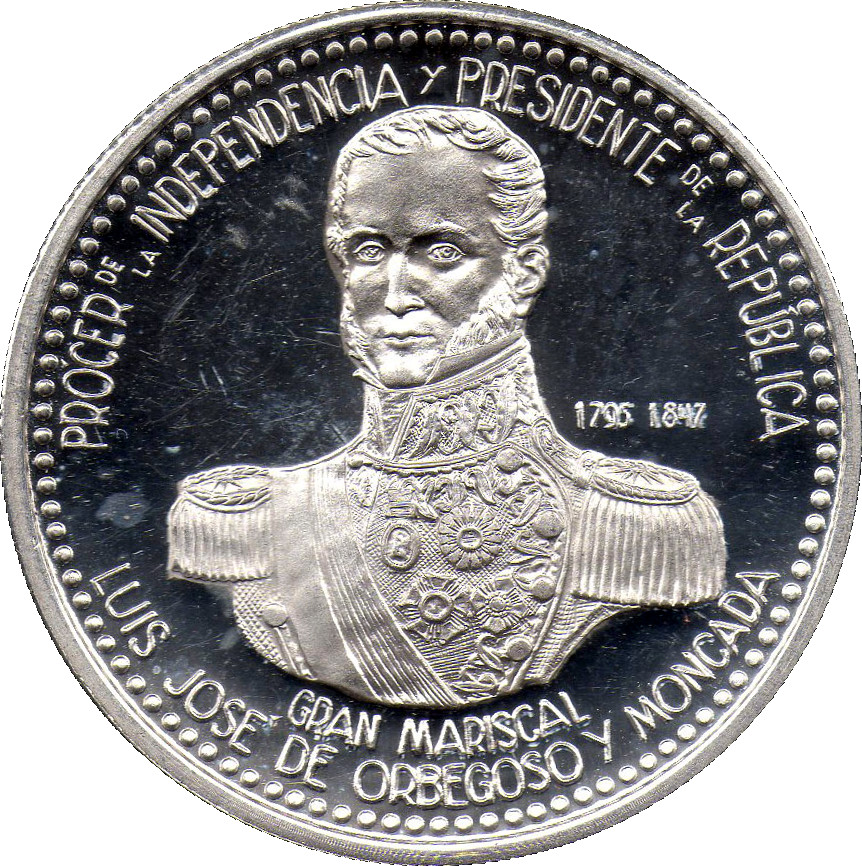 PRÓCER DE LA INDEPENDENCIA Y PRESIDENTE DE LA REPÚBLICA
1795 1847
GRAN MARISCAL
LUIS JOSÉ DE ORBEGOSO Y MONCADA